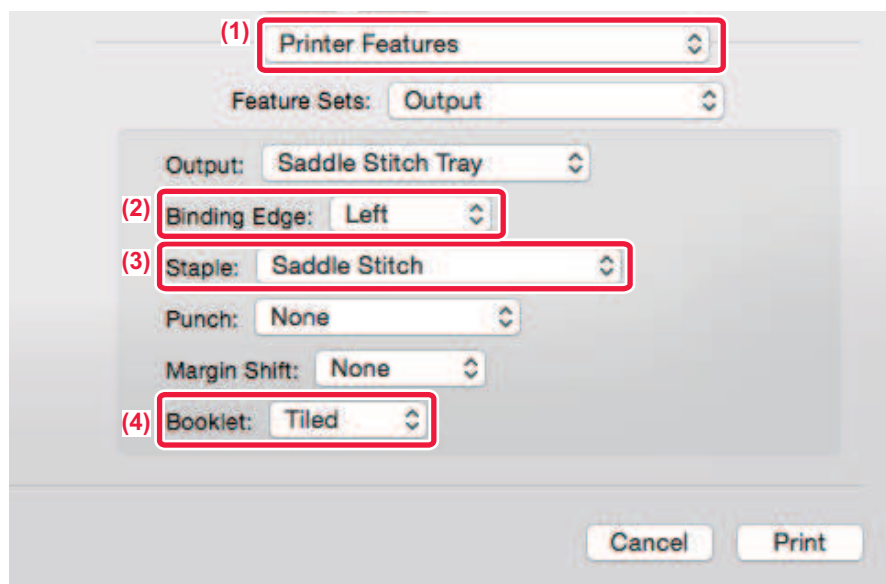 (1) Printer Features
Feature Sets: Output
Output: Saddle Stitch Tray
(2) Binding Edge: Left
(3) Staple: Saddle Stitch
Punch: None
Margin Shift: None
(4) Booklet: Tiled
Cancel Print